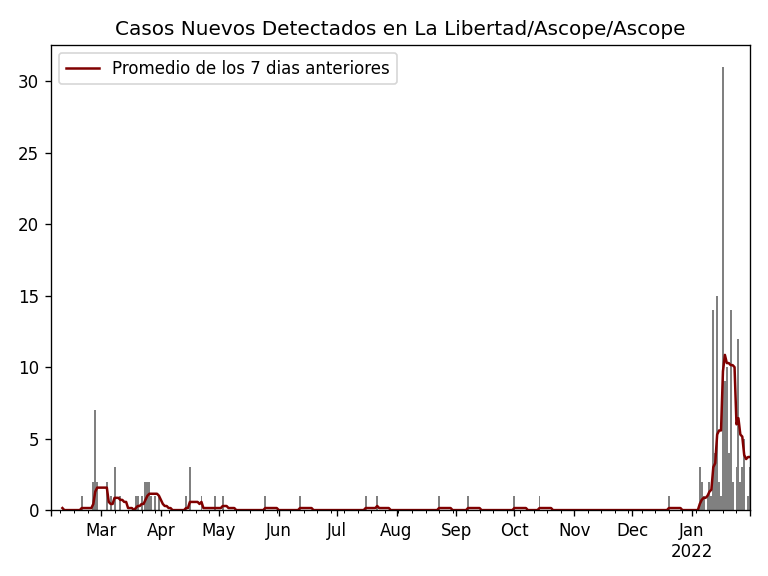 Casos Nuevos Detectados en La Libertad/Ascope/Ascope
Promedio de los 7 dias anteriores
30
25
20
15
10
5
0
Mar Apr May Jun Jul Aug Sep Oct Nov Dec Jan
2022